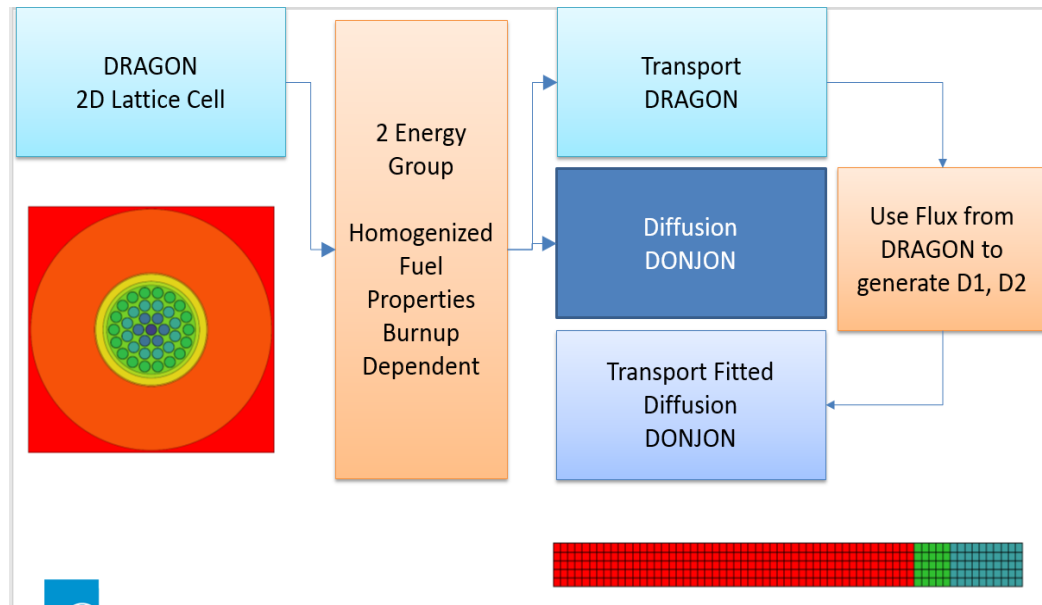 DRAGON
2D Lattice Cell
2 Energy
Group
Homogenized
Fuel
Properties
Burnup
Dependent
Transport
DRAGON
Diffusion
DONJON
Use Flux from
DRAGON to
generate D1, D2
Transport Fitted
Diffusion
DONJON